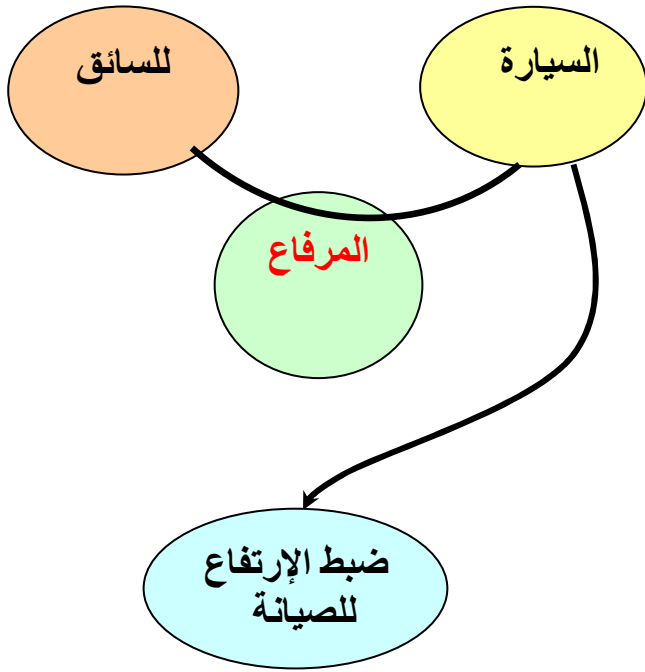 السيارة
للسائق
المرفاع
ضبط الإرتفاع
للصيانة